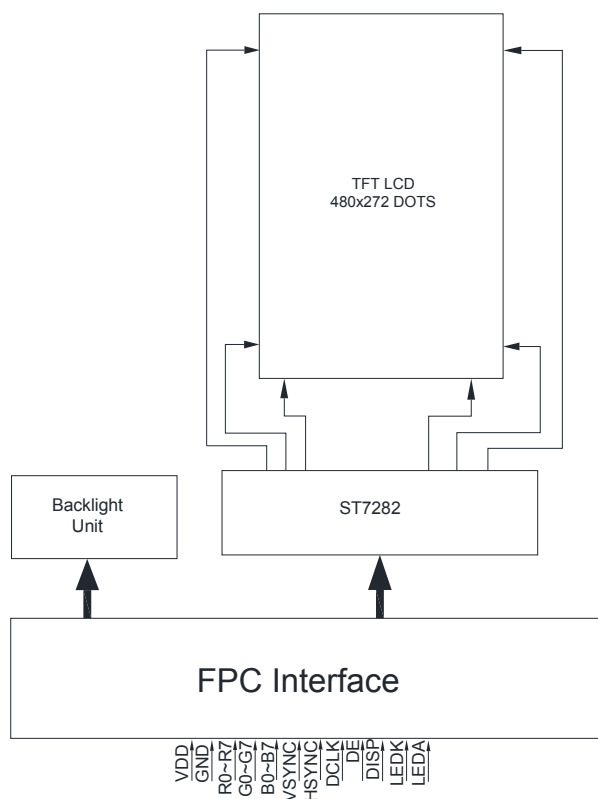 TFT LCD
480x272 DOTS
Backlight
Unit
ST7282
FPC Interface
VDD
GND
R0~R7
G0~G7
B0~B7
VSYNC
HSYNC
DCLK
DE
DISP
LEDK
LEDA